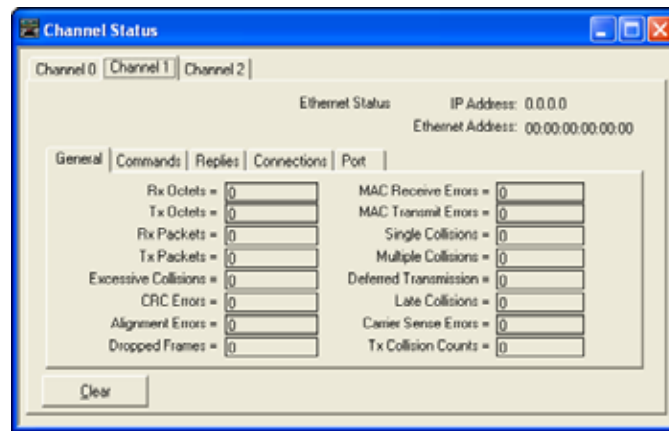 Channel Status
Channel 0 Channel 1 Channel 2
Ethernet Status IP Address: 0.0.0.0
Ethernet Address: 00:00:00:00:00:00
General Commands Replies Connections Port
Rx Octets = 0 MAC Receive Errors = 0
Tx Octets = 0 MAC Transmit Errors = 0
Rx Packets = 0 Single Collisions = 0
Tx Packets = 0 Multiple Collisions = 0
Excessive Collisions = 0 Deferred Transmission = 0
CRC Errors = 0 Late Collisions = 0
Alignment Errors = 0 Carrier Sense Errors = 0
Dropped Frames = 0 Tx Collision Counts = 0
Clear